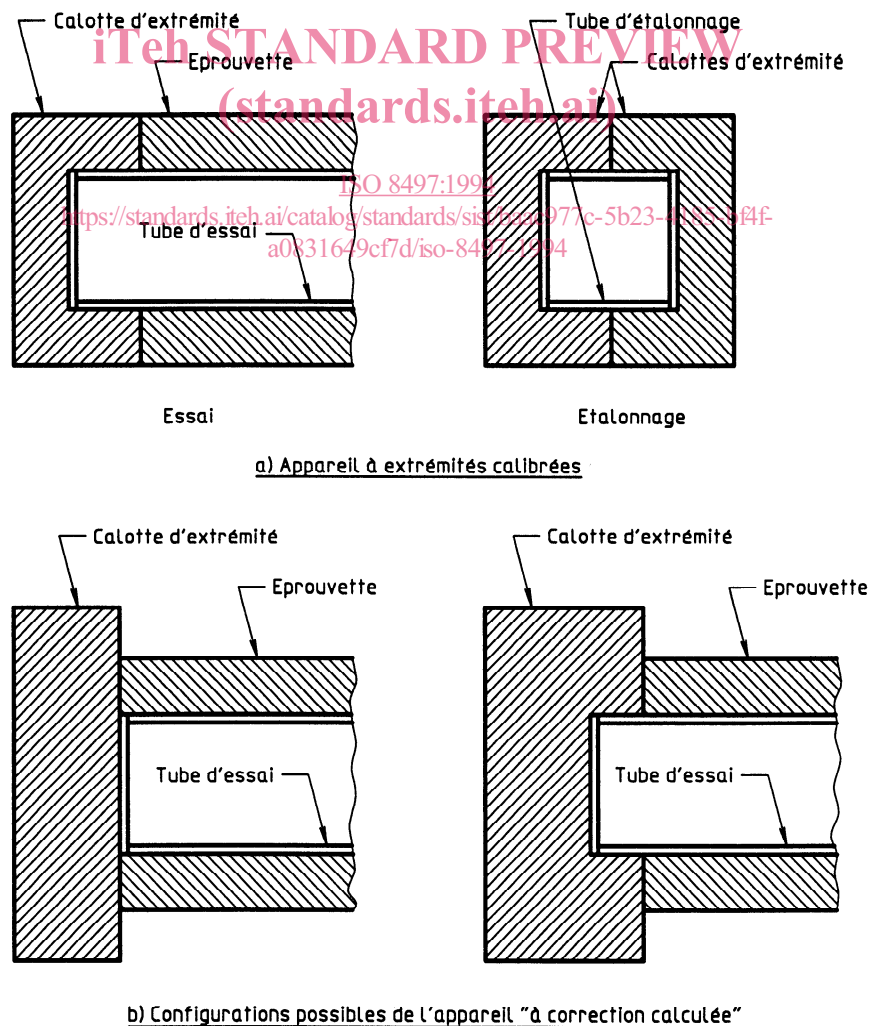 Calotte d'extrémité
Tube d'étalonnage
iTeh STANDARD PREVIEW
Eprouvette
Calottes d'extrémité
(standards.iteh.ai)
ISO 8497:1994
Tube d'essai
a0831649cf7d/iso-8497-1994
Essai
Etalonnage
a) Appareil à extrémités calibrées
Calotte d'extrémité
Calotte d'extrémité
Eprouvette
Eprouvette
Tube d'essai
Tube d'essai
b) Configurations possibles de l'appareil "à correction calculée"